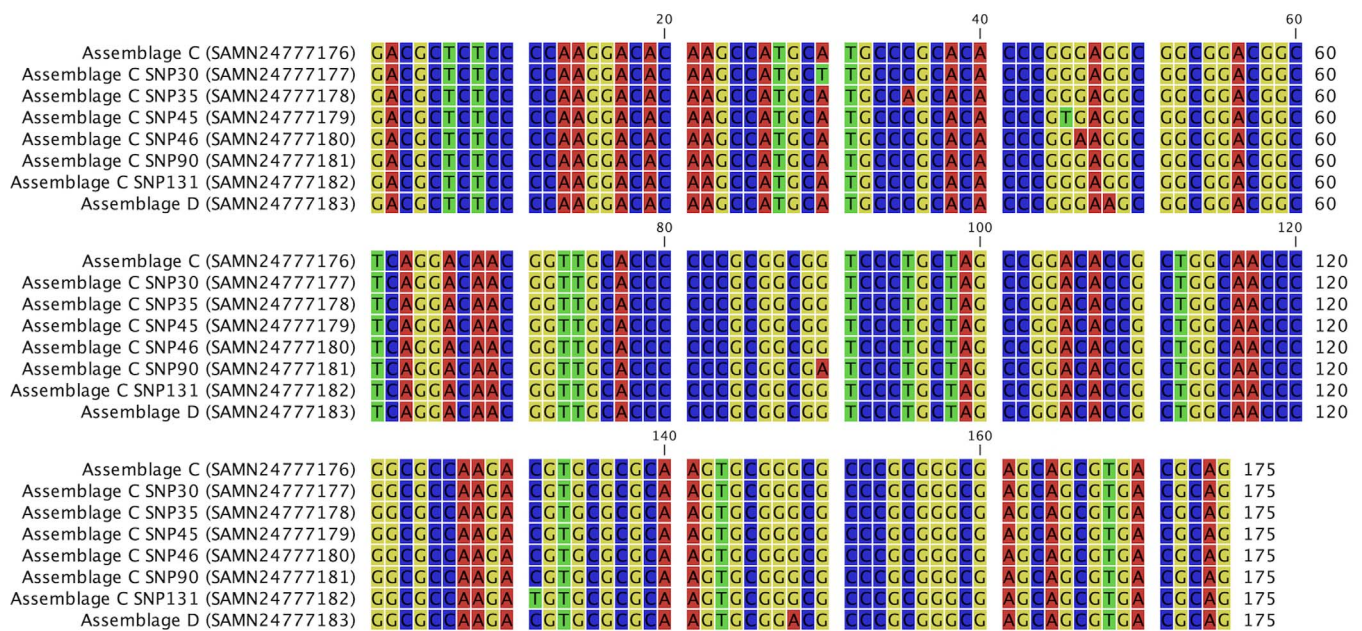 20 40 60
Assemblage C (SAMN24777176) GACGCTCTCC CCAAGGACAC AAGCCATGCA TGCCCGCACA CCCGGGAGGC GGCGGACGGC 60
Assemblage C SNP30 (SAMN24777177) GACGCTCTCC CCAAGGACAC AAGCCATGCT TGCCCGCACA CCCGGGAGGC GGCGGACGGC 60
Assemblage C SNP35 (SAMN24777178) GACGCTCTCC CCAAGGACAC AAGCCATGCA TGCCAGCACA CCCGGGAGGC GGCGGACGGC 60
Assemblage C SNP45 (SAMN24777179) GACGCTCTCC CCAAGGACAC AAGCCATGCA TGCCCGCACA CCCGTGAGGC GGCGGACGGC 60
Assemblage C SNP46 (SAMN24777180) GACGCTCTCC CCAAGGACAC AAGCCATGCA TGCCCGCACA CCCGGAAGGC GGCGGACGGC 60
Assemblage C SNP90 (SAMN24777181) GACGCTCTCC CCAAGGACAC AAGCCATGCA TGCCCGCACA CCCGGGAGGC GGCGGACGGC 60
Assemblage C SNP131 (SAMN24777182) GACGCTCTCC CCAAGGACAC AAGCCATGCA TGCCCGCACA CCCGGGAGGC GGCGGACGGC 60
Assemblage D (SAMN24777183) GACGCTCTCC CCAAGGACAC AAGCCATGCA TGCCCGCACA CCCGGGAAGC GGCGGACGGC 60
80 100 120
Assemblage C (SAMN24777176) TCAGGACAAC GGTTGCACCC CCCGCGGCGG TCCCTGCTAG CCGGACACCG CTGGCAACCC 120
Assemblage C SNP30 (SAMN24777177) TCAGGACAAC GGTTGCACCC CCCGCGGCGG TCCCTGCTAG CCGGACACCG CTGGCAACCC 120
Assemblage C SNP35 (SAMN24777178) TCAGGACAAC GGTTGCACCC CCCGCGGCGG TCCCTGCTAG CCGGACACCG CTGGCAACCC 120
Assemblage C SNP45 (SAMN24777179) TCAGGACAAC GGTTGCACCC CCCGCGGCGG TCCCTGCTAG CCGGACACCG CTGGCAACCC 120
Assemblage C SNP46 (SAMN24777180) TCAGGACAAC GGTTGCACCC CCCGCGGCGG TCCCTGCTAG CCGGACACCG CTGGCAACCC 120
Assemblage C SNP90 (SAMN24777181) TCAGGACAAC GGTTGCACCC CCCGCGGCGA TCCCTGCTAG CCGGACACCG CTGGCAACCC 120
Assemblage C SNP131 (SAMN24777182) TCAGGACAAC GGTTGCACCC CCCGCGGCGG TCCCTGCTAG CCGGACACCG CTGGCAACCC 120
Assemblage D (SAMN24777183) TCAGGACAAC GGTTGCACCC CCCGCGGCGG TCCCTGCTAG CCGGACACCG CTGGCAACCC 120
140 160
Assemblage C (SAMN24777176) GGCGCCAAGA CGTGCGCGCA AGTGCGGGCG CCCGCGGGCG AGCAGCGTGA CGCAG 175
Assemblage C SNP30 (SAMN24777177) GGCGCCAAGA CGTGCGCGCA AGTGCGGGCG CCCGCGGGCG AGCAGCGTGA CGCAG 175
Assemblage C SNP35 (SAMN24777178) GGCGCCAAGA CGTGCGCGCA AGTGCGGGCG CCCGCGGGCG AGCAGCGTGA CGCAG 175
Assemblage C SNP45 (SAMN24777179) GGCGCCAAGA CGTGCGCGCA AGTGCGGGCG CCCGCGGGCG AGCAGCGTGA CGCAG 175
Assemblage C SNP46 (SAMN24777180) GGCGCCAAGA CGTGCGCGCA AGTGCGGGCG CCCGCGGGCG AGCAGCGTGA CGCAG 175
Assemblage C SNP90 (SAMN24777181) GGCGCCAAGA CGTGCGCGCA AGTGCGGGCG CCCGCGGGCG AGCAGCGTGA CGCAG 175
Assemblage C SNP131 (SAMN24777182) GGCGCCAAGA TGTGCGCGCA AGTGCGGGCG CCCGCGGGCG AGCAGCGTGA CGCAG 175
Assemblage D (SAMN24777183) GGCGCCAAGA CGTGCGCGCA AGTGCGGACG CCCGCGGGCG AGCAGCGTGA CGCAG 175